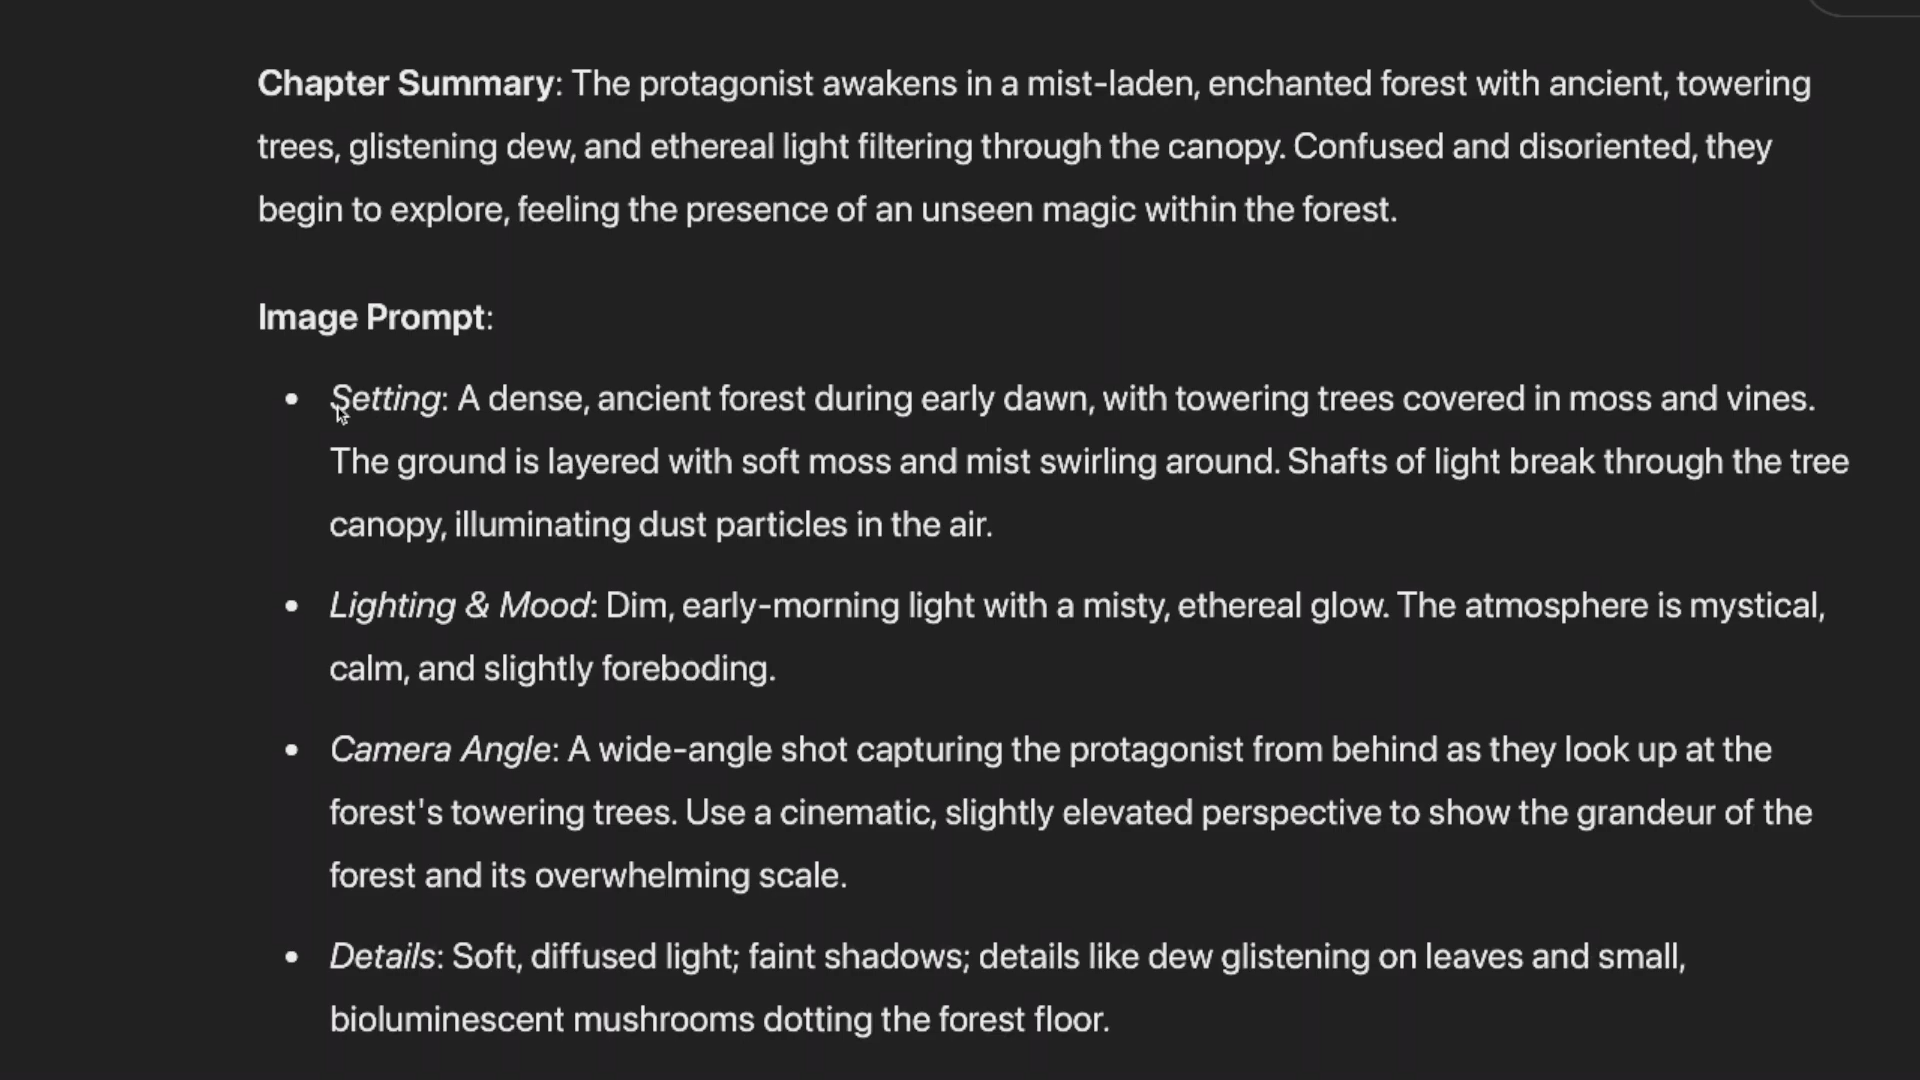 Chapter Summary: The protagonist awakens in a mist-laden, enchanted forest with ancient, towering
trees, glistening dew, and ethereal light filtering through the canopy. Confused and disoriented, they
begin to explore, feeling the presence of an unseen magic within the forest.
Image Prompt:
• Setting: A dense, ancient forest during early dawn, with towering trees covered in moss and vines.
The ground is layered with soft moss and mist swirling around. Shafts of light break through the tree
canopy, illuminating dust particles in the air.
• Lighting & Mood: Dim, early-morning light with a misty, ethereal glow. The atmosphere is mystical,
calm, and slightly foreboding.
• Camera Angle: A wide-angle shot capturing the protagonist from behind as they look up at the
forest's towering trees. Use a cinematic, slightly elevated perspective to show the grandeur of the
forest and its overwhelming scale.
• Details: Soft, diffused light; faint shadows; details like dew glistening on leaves and small,
bioluminescent mushrooms dotting the forest floor.